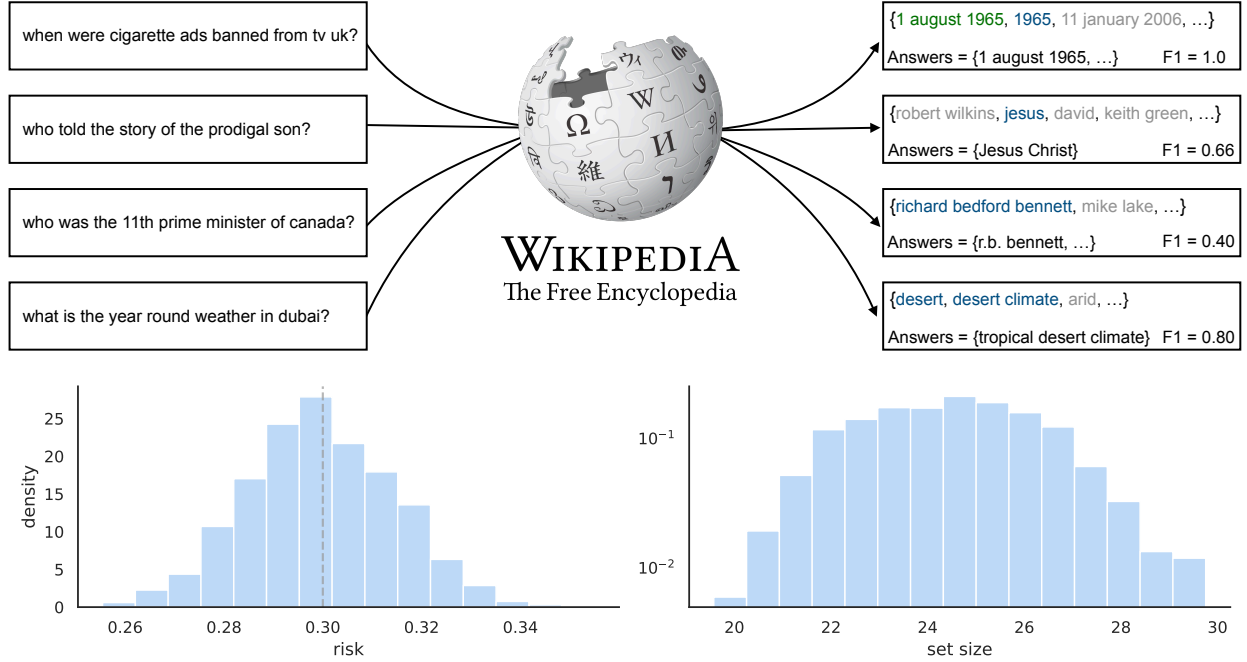 when were cigarette ads banned from tv uk?
who told the story of the prodigal son?
who was the 11th prime minister of canada?
what is the year round weather in dubai?
Ω
W
И
維
ウィ
7
WIKIPEDIA
The Free Encyclopedia
{1 august 1965, 1965, 11 january 2006, …}
Answers = {1 august 1965, …} F1 = 1.0
{robert wilkins, jesus, david, keith green, …}
Answers = {Jesus Christ} F1 = 0.66
{richard bedford bennett, mike lake, …}
Answers = {r.b. bennett, …} F1 = 0.40
{desert, desert climate, arid, …}
Answers = {tropical desert climate} F1 = 0.80
density
25
20
15
10
5
0
0.26 0.28 0.30 0.32 0.34
risk
10⁻¹
10⁻²
20 22 24 26 28 30
set size